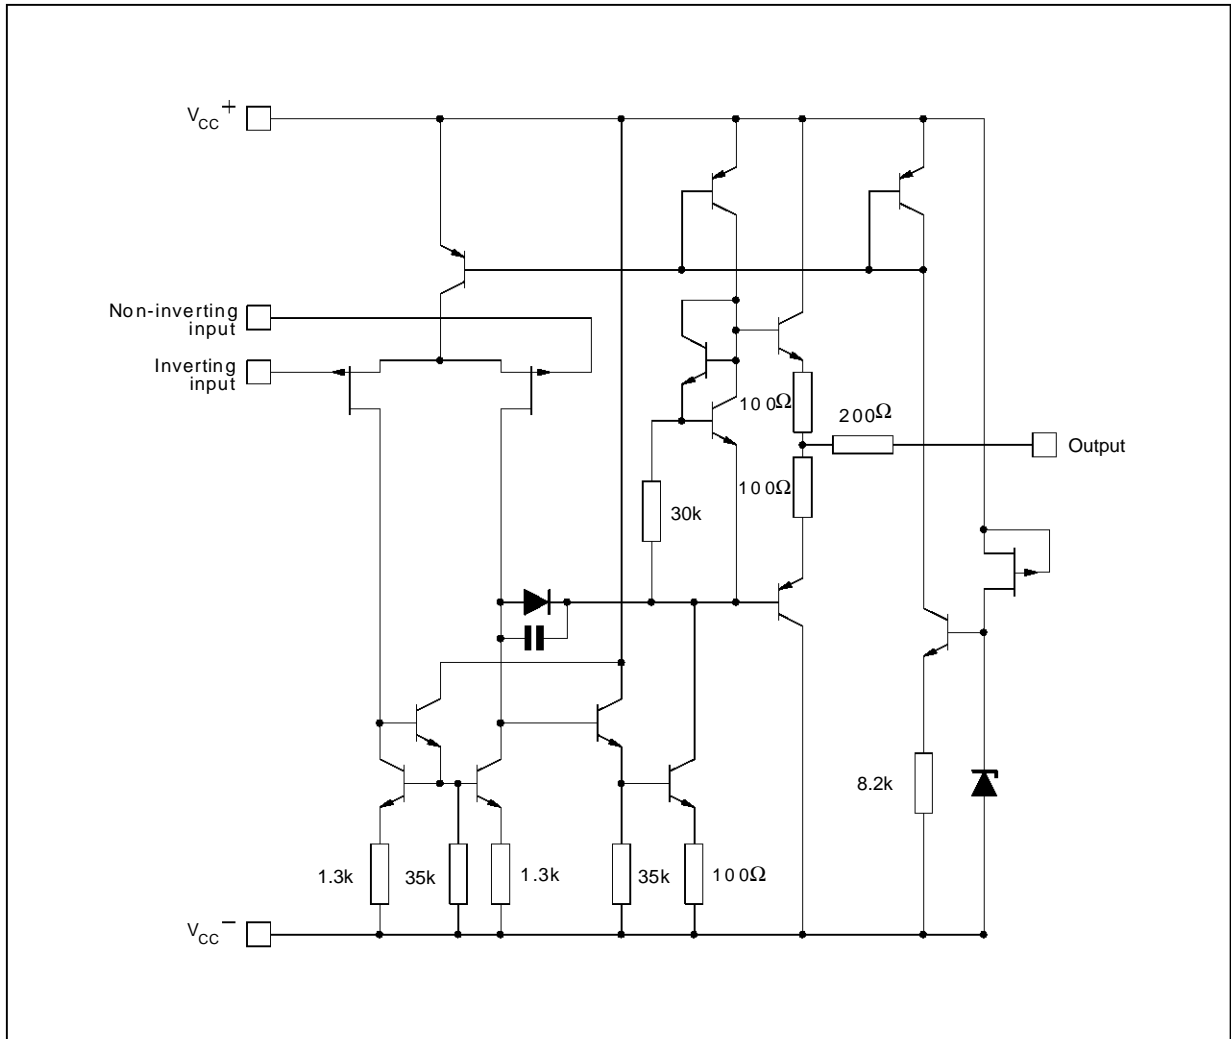 VCC+
Non-inverting
input
Inverting
input
100Ω
200Ω
Output
100Ω
30k
8.2k
1.3k
35k
1.3k
35k
100Ω
VCC−